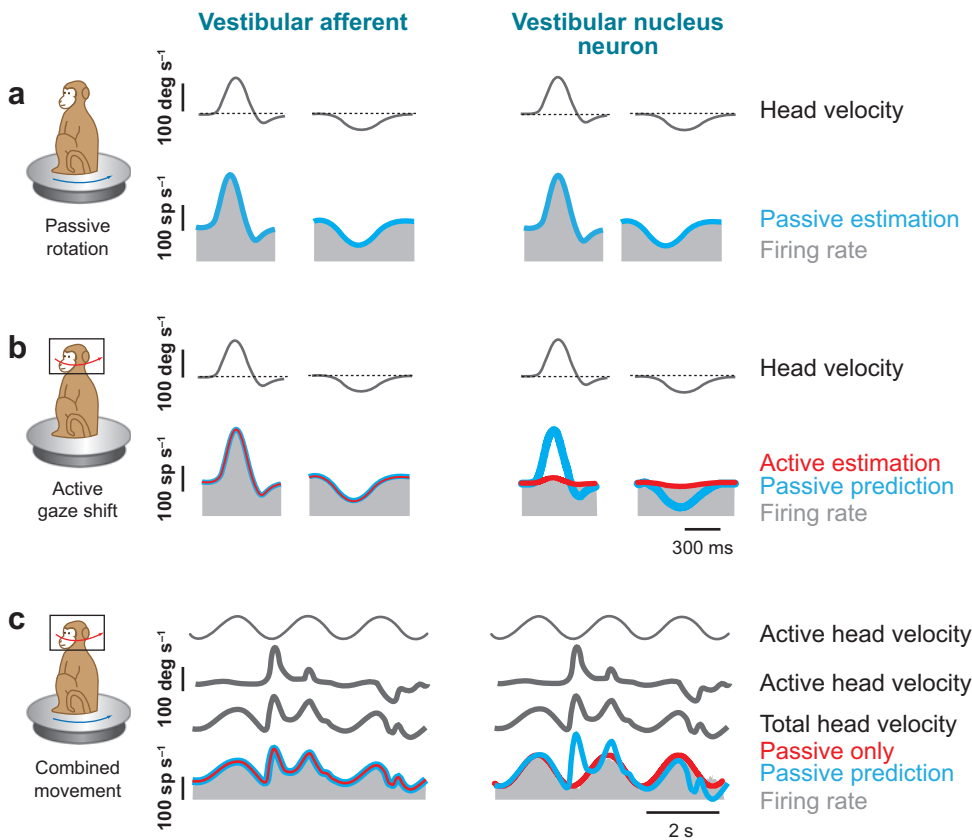 Vestibular afferent
Vestibular nucleus
neuron
a
100 deg s⁻¹
Head velocity
100 sp s⁻¹
Passive
rotation
Passive estimation
Firing rate
b
100 deg s⁻¹
Head velocity
100 sp s⁻¹
Active
gaze shift
Active estimation
Passive prediction
Firing rate
300 ms
c
100 deg s⁻¹
Active head velocity
Active head velocity
Total head velocity
100 sp s⁻¹
Combined
movement
Passive only
Passive prediction
Firing rate
2 s